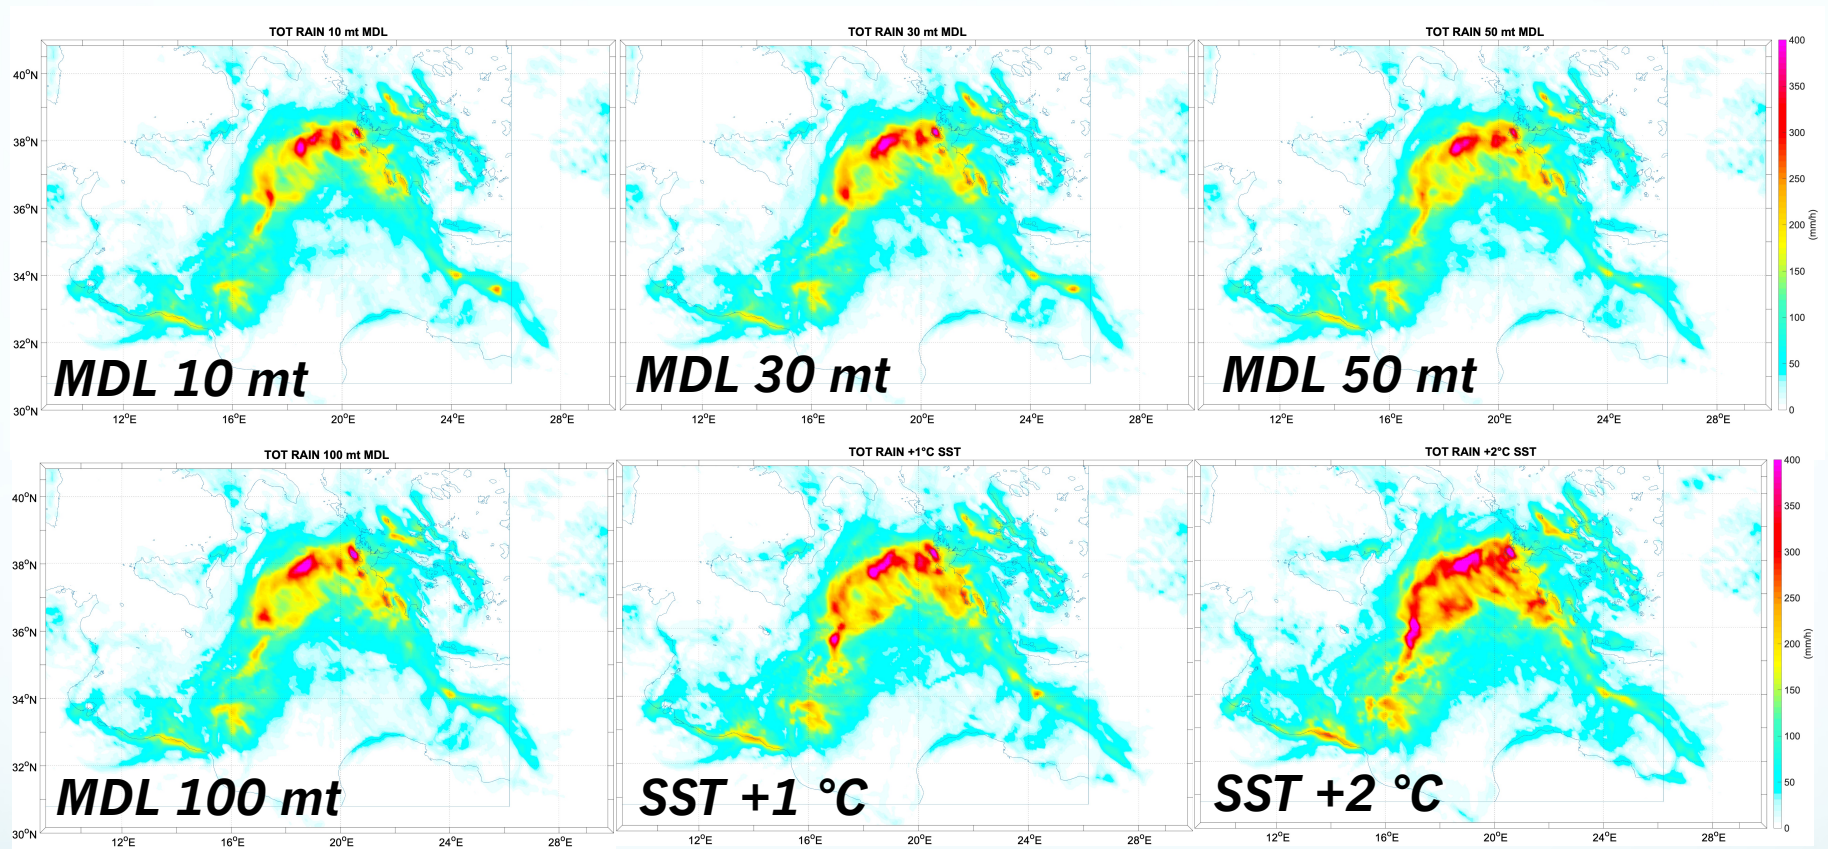 TOT RAIN 10 mt MDL
TOT RAIN 30 mt MDL
TOT RAIN 50 mt MDL
40°N
38°N
36°N
34°N
32°N
30°N
MDL 10 mt
MDL 30 mt
MDL 50 mt
12°E 16°E 20°E 24°E 28°E
12°E 16°E 20°E 24°E 28°E
12°E 16°E 20°E 24°E 28°E
400
350
300
250
200
150
100
50
0
(mm/h)
TOT RAIN 100 mt MDL
TOT RAIN +1°C SST
TOT RAIN +2°C SST
40°N
38°N
36°N
34°N
32°N
30°N
MDL 100 mt
SST +1 °C
SST +2 °C
12°E 16°E 20°E 24°E 28°E
12°E 16°E 20°E 24°E 28°E
12°E 16°E 20°E 24°E 28°E
400
350
300
250
200
150
100
50
0
(mm/h)